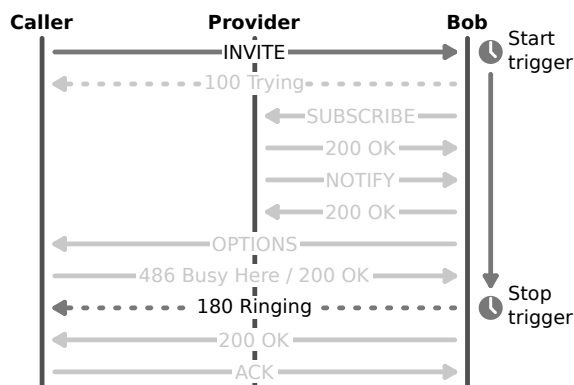 Caller Provider Bob
INVITE
Start
trigger
100 Trying
SUBSCRIBE
200 OK
NOTIFY
200 OK
OPTIONS
486 Busy Here / 200 OK
180 Ringing
Stop
trigger
200 OK
ACK